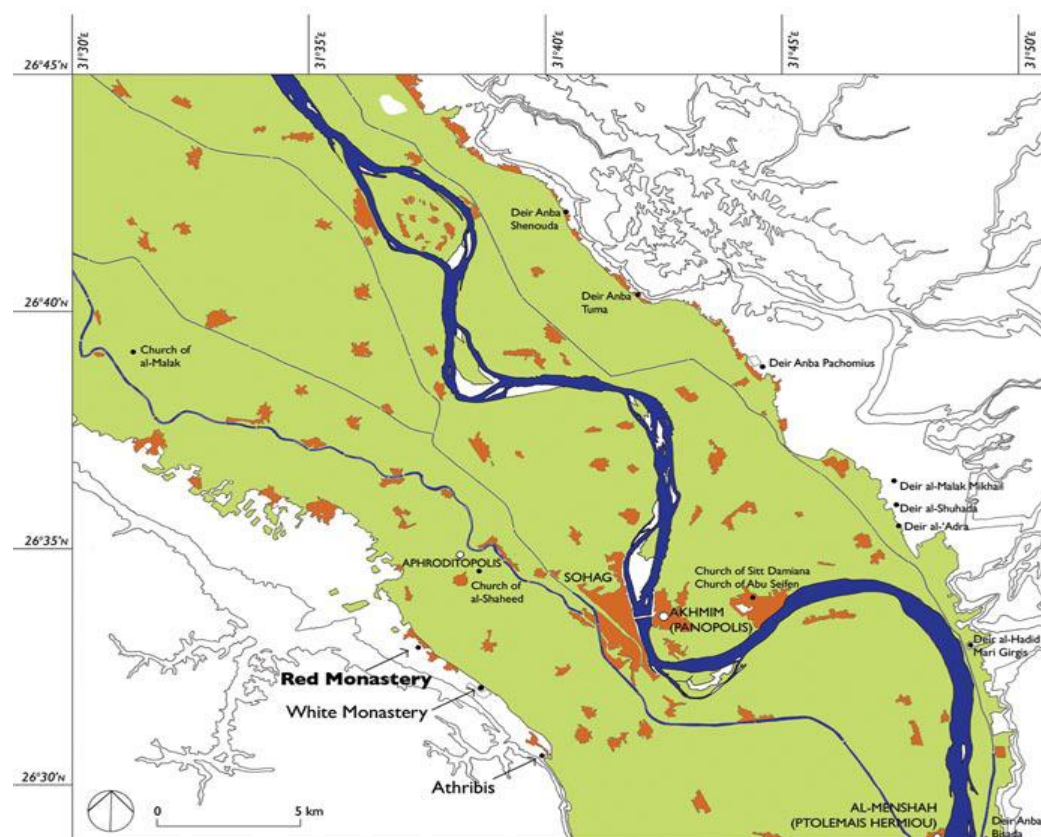 31°30'E
31°35'E
31°40'E
31°45'E
31°50'E
26°45'N
Deir Anba
Shenouda
26°40'N
Deir Anba
Tuma
Church of
al-Malak
Deir Anba Pachomius
Deir al-Malak Mikhail
Deir al-Shuhada
Deir al-'Adra
26°35'N
APHRODITOPOLIS
Church of
al-Shaheed
SOHAG
Church of Sitt Damiana
Church of Abu Seifen
AKHMIM
(PANOPOLIS)
Deir al-Hadid
Mari Girgis
Red Monastery
White Monastery
26°30'N
Athribis
0
5 km
AL-MENSHAH
(PTOLEMAIS HERMIOU)
Deir Anba
Bisada